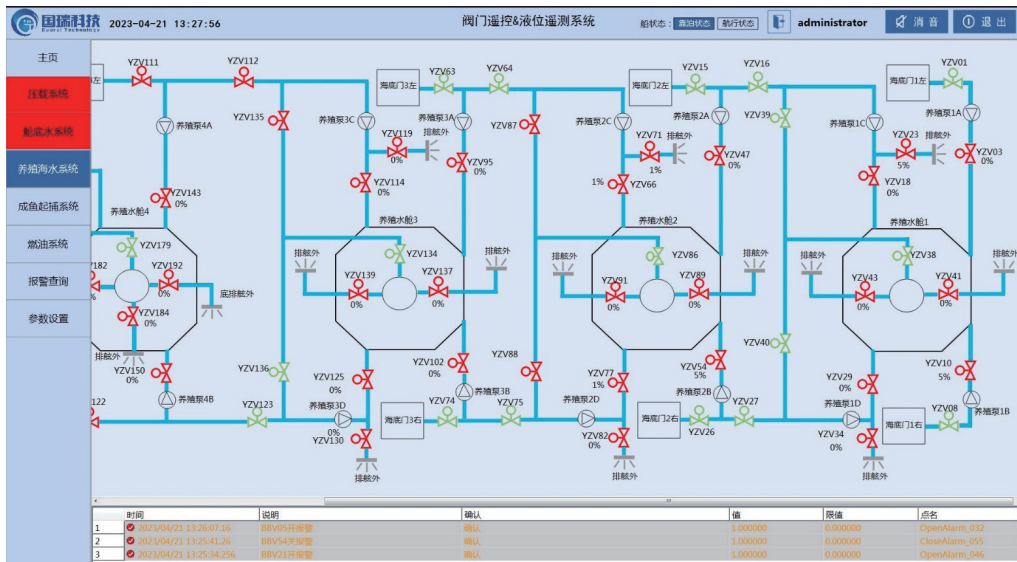 国瑞科技 2023-04-21 13:27:56 阀门遥控&液位遥测系统 船状态: 靠泊状态 航行状态 administrator 消音 退出
Guorui Technology
主页
压载系统
舱底水系统
养殖海水系统
成鱼起捕系统
燃油系统
报警查询
参数设置
左 YZV111 YZV112
YZV135
养殖泵4A
YZV143
0%
养殖水舱4
YZV179
182
0%
YZV192
0%
底排舷外
YZV184
0%
排舷外
YZV150
0%
养殖泵4B
122
YZV123
YZV136
海底门3左 YZV63 YZV64
养殖泵3C
养殖泵3A
YZV119
0%
排舷外
YZV95
0%
YZV114
0%
YZV87
养殖水舱3
YZV134
排舷外
排舷外
YZV139
0%
YZV137
0%
YZV125
0%
YZV102
0%
YZV88
养殖泵3D
0%
YZV130
排舷外
养殖泵3B
海底门3右
YZV74
YZV75
海底门2左 YZV15 YZV16
养殖泵2C
养殖泵2A
YZV71
1%
排舷外
YZV47
0%
1%
YZV66
YZV39
养殖水舱2
YZV86
排舷外
排舷外
YZV91
0%
YZV89
0%
YZV77
1%
YZV54
5%
YZV40
养殖泵2D
YZV82
0%
排舷外
养殖泵2B
海底门2右
YZV26
YZV27
海底门1左 YZV01
养殖泵1C
养殖泵1A
YZV23
5%
排舷外
YZV03
0%
YZV18
0%
养殖水舱1
YZV38
排舷外
排舷外
YZV43
0%
YZV41
0%
YZV29
0%
YZV10
5%
养殖泵1D
YZV34
0%
排舷外
海底门1右
YZV08
养殖泵1B
时间 说明 确认 值 限值 点名
1 2023/04/21 13:26:07.16 BBV05开报警 确认 1.000000 0.000000 OpenAlarm_032
2 2023/04/21 13:25:41.26 BBV54关报警 确认 1.000000 0.000000 CloseAlarm_055
3 2023/04/21 13:25:34.256 BBV21开报警 确认 1.000000 0.000000 OpenAlarm_046